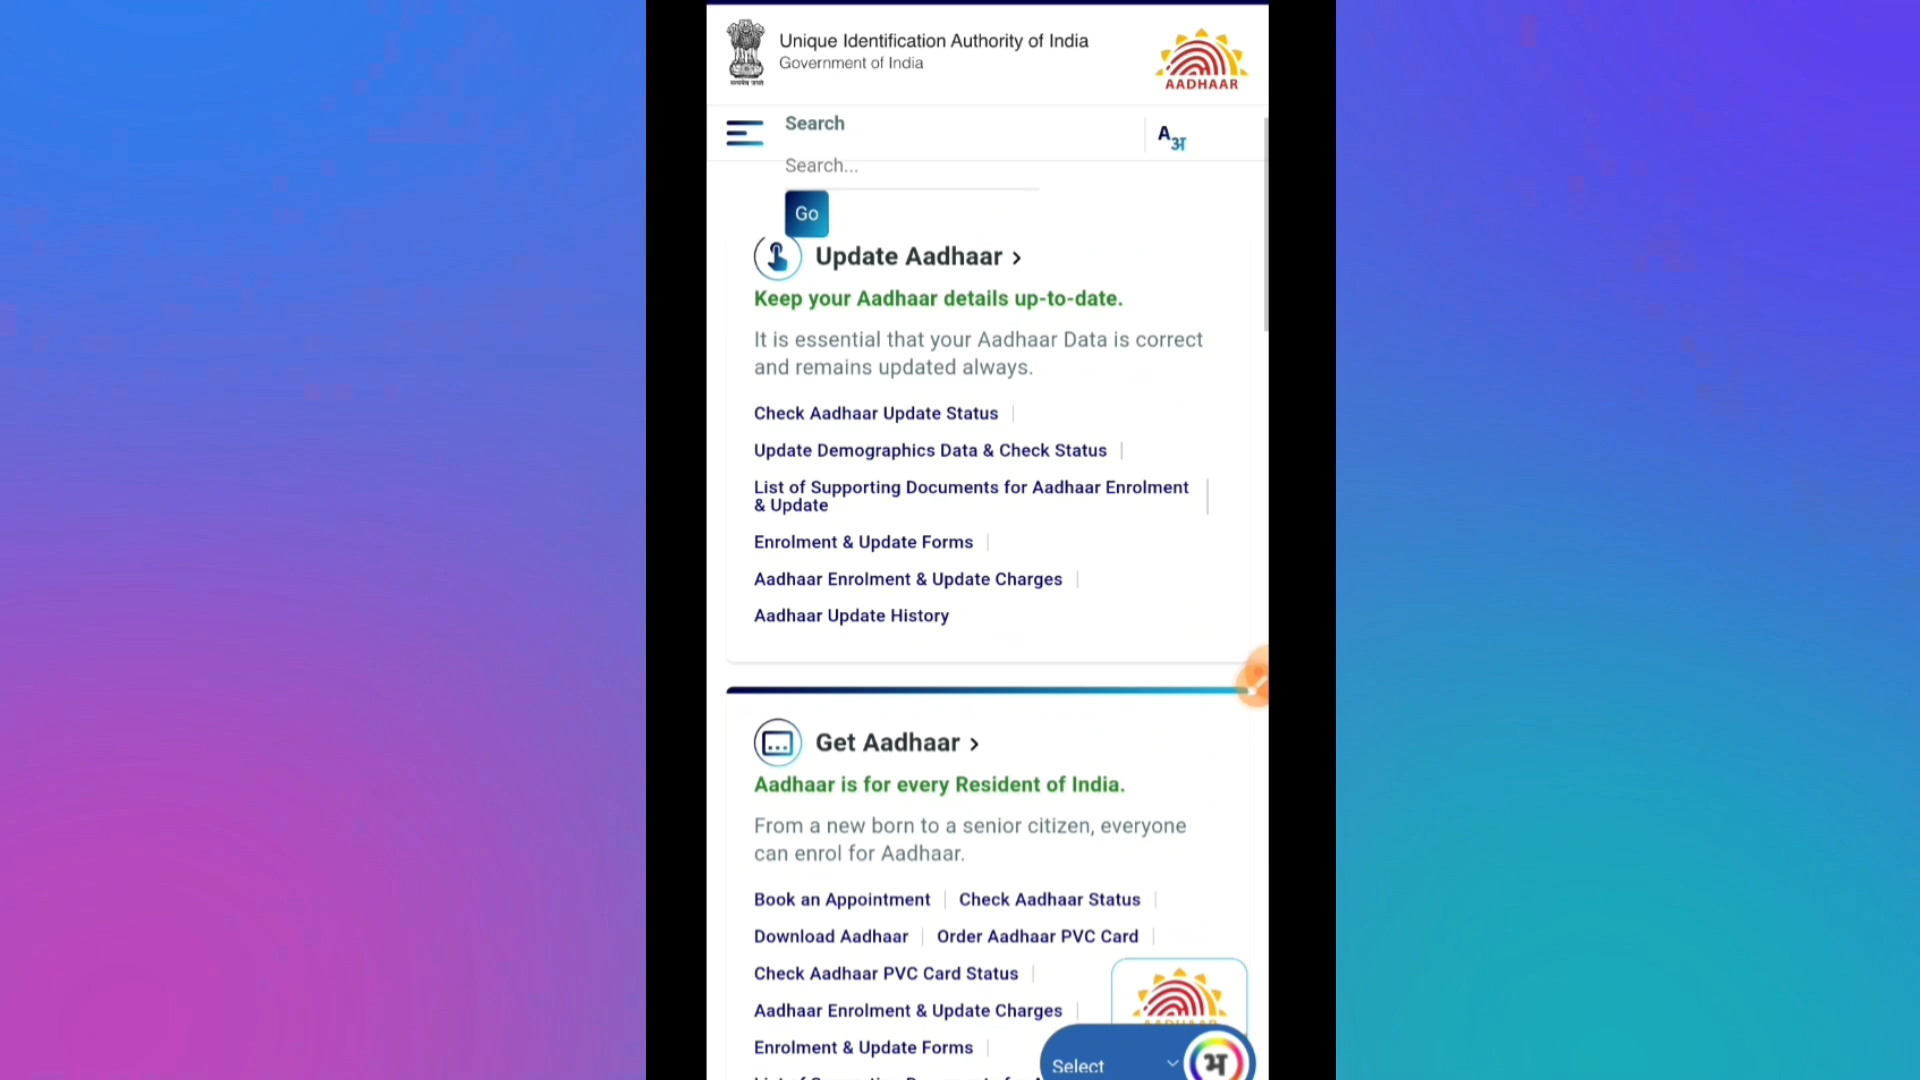 Unique Identification Authority of India
Government of India
AADHAAR
Search
A अ
Search...
Go
Update Aadhaar >
Keep your Aadhaar details up-to-date.
It is essential that your Aadhaar Data is correct
and remains updated always.
Check Aadhaar Update Status
Update Demographics Data & Check Status
List of Supporting Documents for Aadhaar Enrolment
& Update
Enrolment & Update Forms
Aadhaar Enrolment & Update Charges
Aadhaar Update History
Get Aadhaar >
Aadhaar is for every Resident of India.
From a new born to a senior citizen, everyone
can enrol for Aadhaar.
Book an Appointment | Check Aadhaar Status
Download Aadhaar | Order Aadhaar PVC Card
Check Aadhaar PVC Card Status
Aadhaar Enrolment & Update Charges
Enrolment & Update Forms
Select